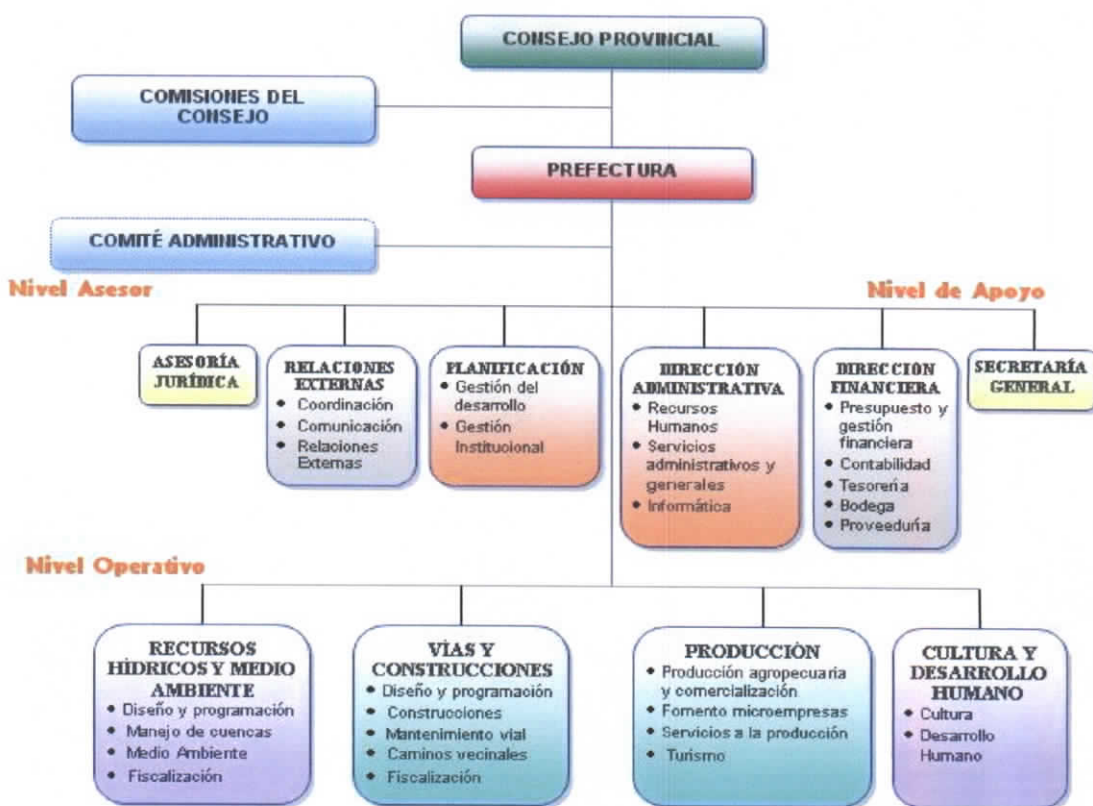 CONSEJO PROVINCIAL
COMISIONES DEL
CONSEJO
PREFECTURA
COMITÉ ADMINISTRATIVO
Nivel Asesor
Nivel de Apoyo
ASESORÍA
JURÍDICA
RELACIONES
EXTERNAS
• Coordinación
• Comunicación
• Relaciones
Externas
PLANIFICACIÓN
• Gestión del
desarrollo
• Gestión
Institucional
DIRECCIÓN
ADMINISTRATIVA
• Recursos
Humanos
• Servicios
administrativos y
generales
• Informática
DIRECCIÓN
FINANCIERA
• Presupuesto y
gestión
financiera
• Contabilidad
• Tesorería
• Bodega
• Proveeduría
SECRETARÍA
GENERAL
Nivel Operativo
RECURSOS
HÍDRICOS Y MEDIO
AMBIENTE
• Diseño y programación
• Manejo de cuencas
• Medio Ambiente
• Fiscalización
VÍAS Y
CONSTRUCCIONES
• Diseño y programación
• Construcciones
• Mantenimiento vial
• Caminos vecinales
• Fiscalización
PRODUCCIÓN
• Producción agropecuaria
y comercialización
• Fomento microempresas
• Servicios a la producción
• Turismo
CULTURA Y
DESARROLLO
HUMANO
• Cultura
• Desarrollo
Humano